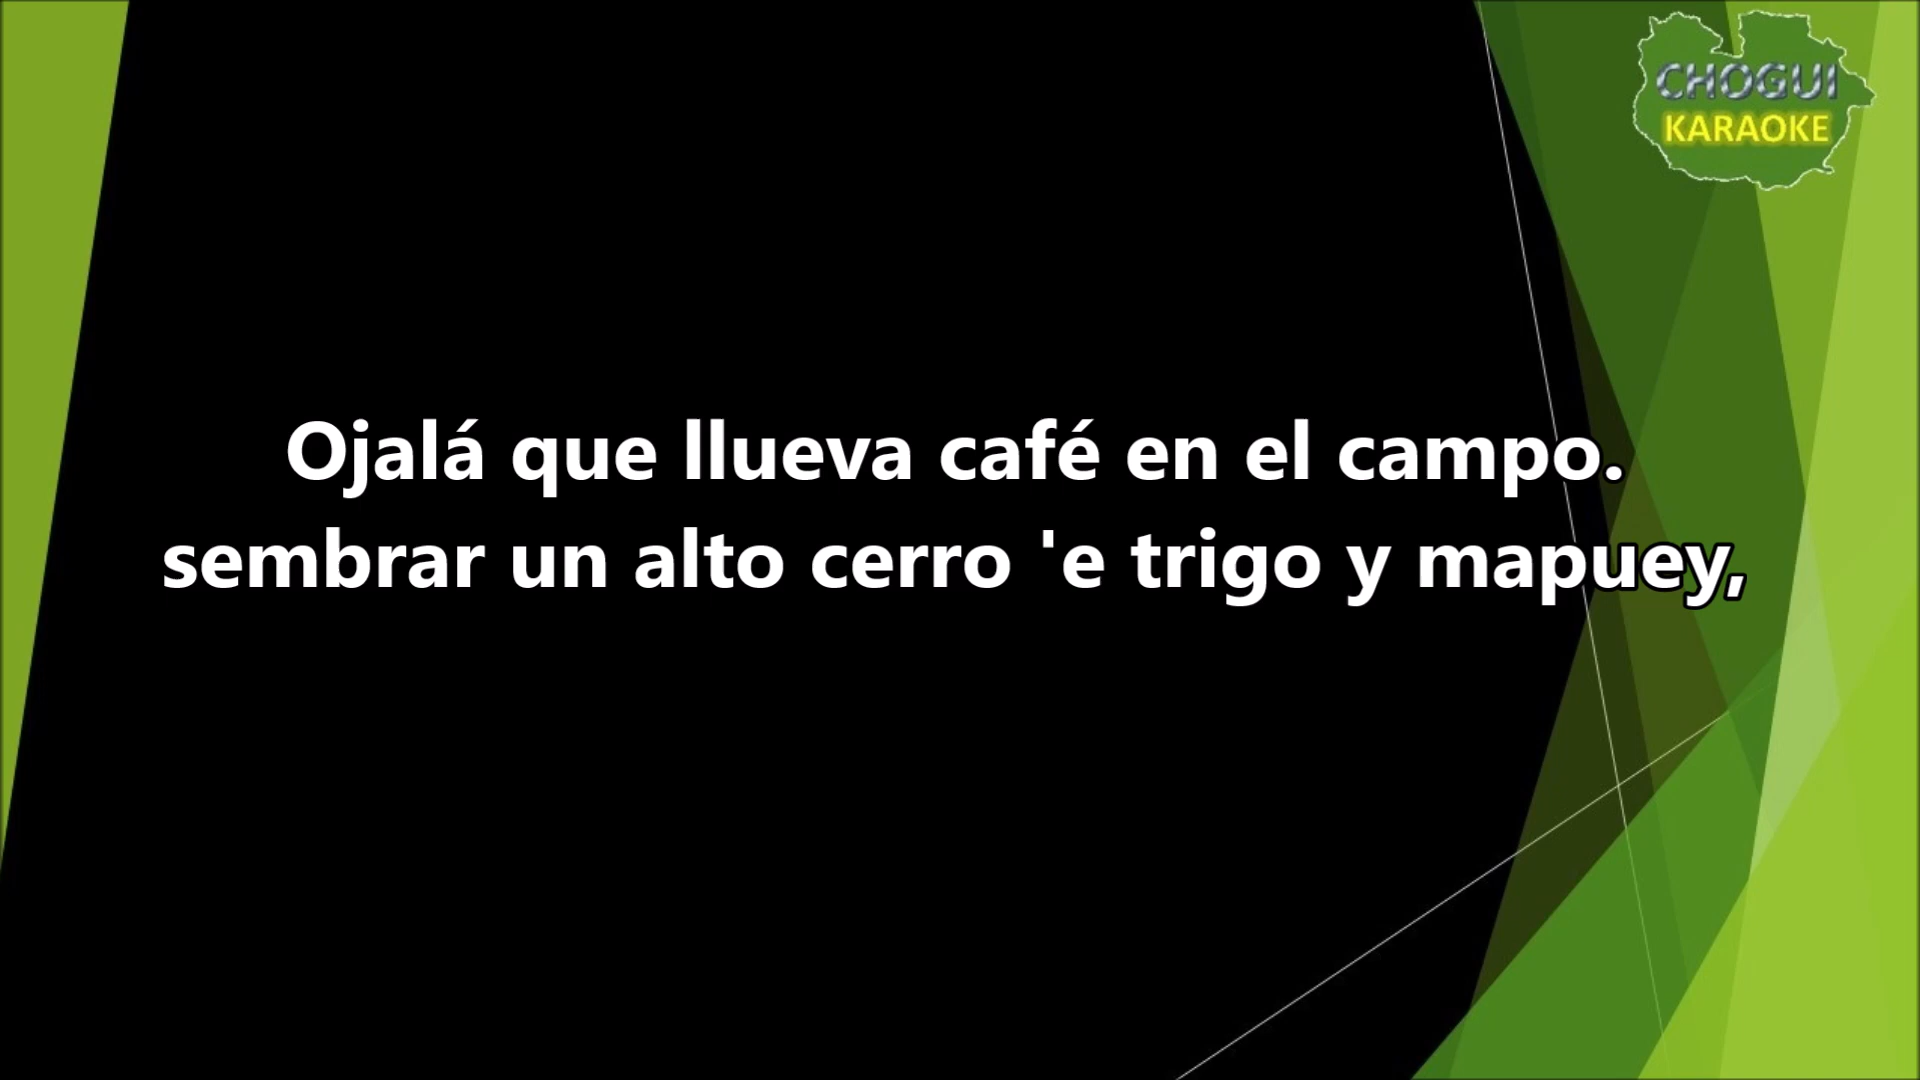 CHOGUI
KARAOKE
Ojalá que llueva café en el campo.
sembrar un alto cerro 'e trigo y mapuey,